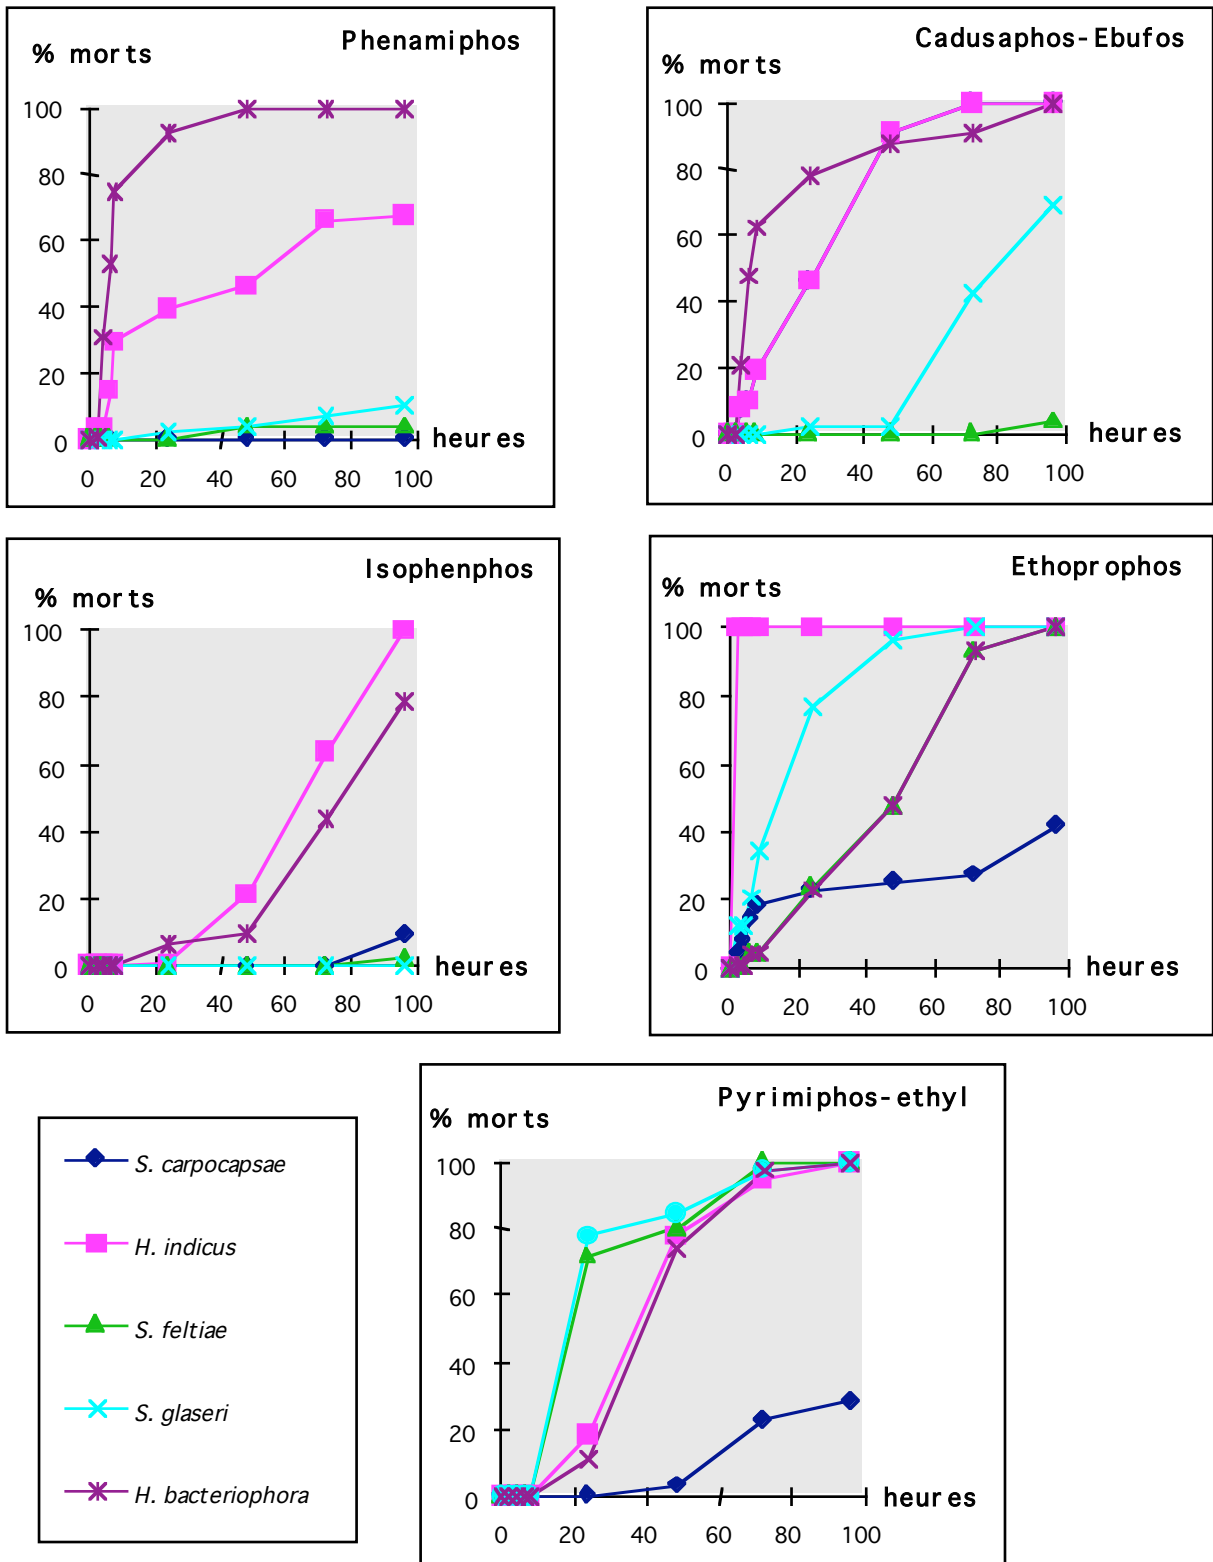 Phenamiphos
% morts
100
80
60
40
20
0
heures
0 20 40 60 80 100
Cadusaphos-Ebufos
% morts
100
80
60
40
20
0
heures
0 20 40 60 80 100
Isophenphos
% morts
100
80
60
40
20
0
heures
0 20 40 60 80 100
Ethoprophos
% morts
100
80
60
40
20
0
heures
0 20 40 60 80 100
S. carpocapsae
H. indicus
S. feltiae
S. glaseri
H. bacteriophora
Pyrimiphos-ethyl
% morts
100
80
60
40
20
0
heures
0 20 40 60 80 100